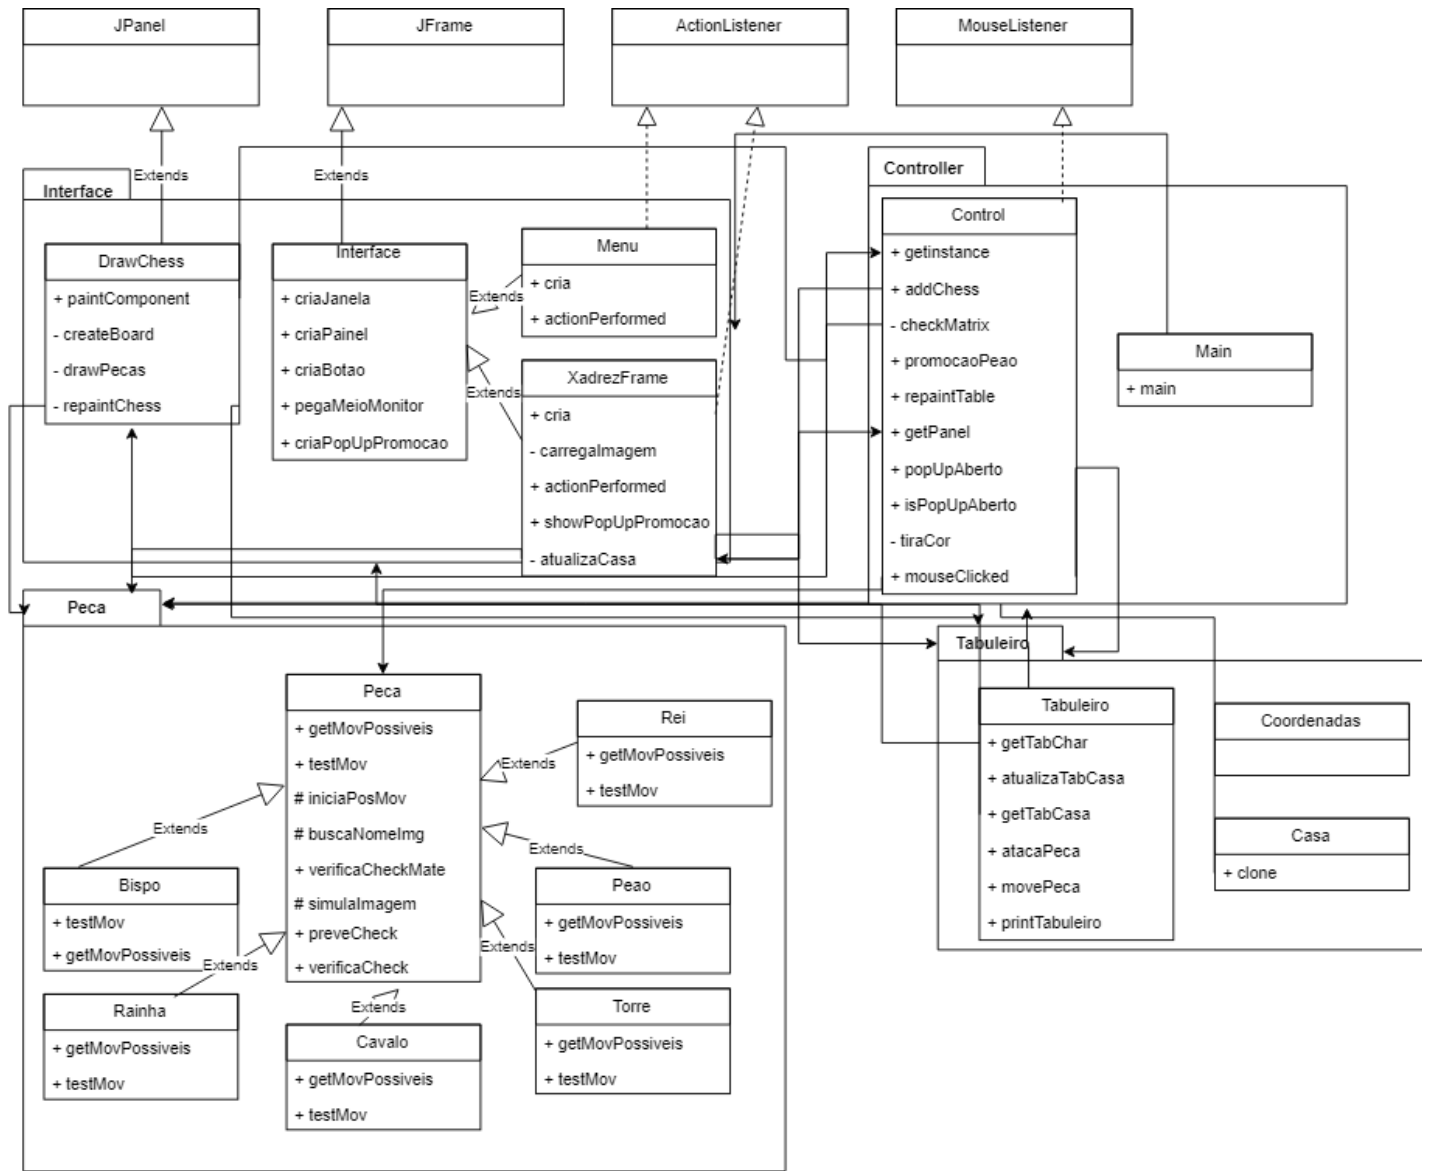 JPanel
JFrame
ActionListener
MouseListener
Extends
Extends
Interface
DrawChess
+ paintComponent
- createBoard
- drawPecas
- repaintChess
Interface
+ criaJanela
+ criaPainel
+ criaBotao
+ pegaMeioMonitor
+ criaPopUpPromocao
Menu
+ cria
+ actionPerformed
Extends
XadrezFrame
+ cria
- carregaImagem
+ actionPerformed
+ showPopUpPromocao
- atualizaCasa
Extends
Controller
Control
+ getinstance
+ addChess
- checkMatrix
+ promocaoPeao
+ repaintTable
+ getPanel
+ popUpAberto
+ isPopUpAberto
- tiraCor
+ mouseClicked
Main
+ main
Peca
Peca
+ getMovPossiveis
+ testMov
# iniciaPosMov
# buscaNomeImg
+ verificaCheckMate
# simulaImagem
+ preveCheck
+ verificaCheck
Rei
+ getMovPossiveis
+ testMov
Extends
Extends
Bispo
+ testMov
+ getMovPossiveis
Extends
Peao
+ getMovPossiveis
+ testMov
Extends
Rainha
+ getMovPossiveis
+ testMov
Extends
Cavalo
+ getMovPossiveis
+ testMov
Extends
Torre
+ getMovPossiveis
+ testMov
Extends
Tabuleiro
Tabuleiro
+ getTabChar
+ atualizaTabCasa
+ getTabCasa
+ atacaPeca
+ movePeca
+ printTabuleiro
Coordenadas
Casa
+ clone